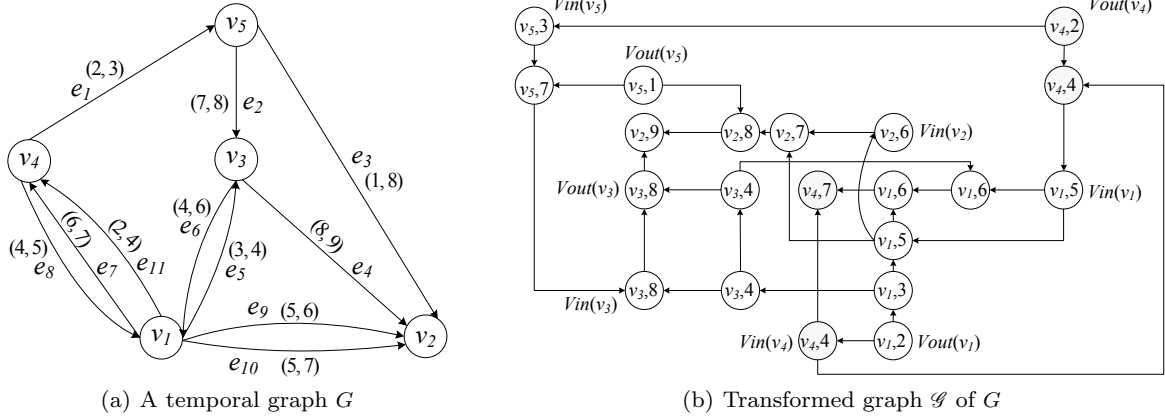 v5
(2, 3)
e1
(7, 8)
e2
v4
v3
e3
(1, 8)
(4, 6)
e6
(8, 9)
e4
(6, 7)
(2, 4)
(4, 5)
e8
e7
e11
(3, 4)
e5
v1
e9
(5, 6)
v2
e10
(5, 7)
(a) A temporal graph G
Vin(v5)
Vout(v4)
v5,3
v4,2
Vout(v5)
v5,7
v5,1
v4,4
v2,9
v2,8
v2,7
v2,6
Vin(v2)
Vout(v3)
v3,8
v3,4
v4,7
v1,6
v1,6
v1,5
Vin(v1)
v1,5
Vin(v3)
v3,8
v3,4
v1,3
Vin(v4)
v4,4
v1,2
Vout(v1)
(b) Transformed graph 𝒢 of G